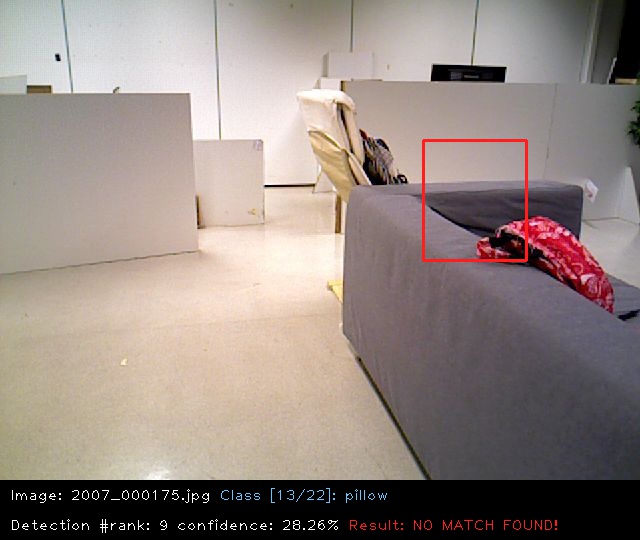 Image: 2007_000175.jpg Class [13/22]: pillow
Detection #rank: 9 confidence: 28.26% Result: NO MATCH FOUND!